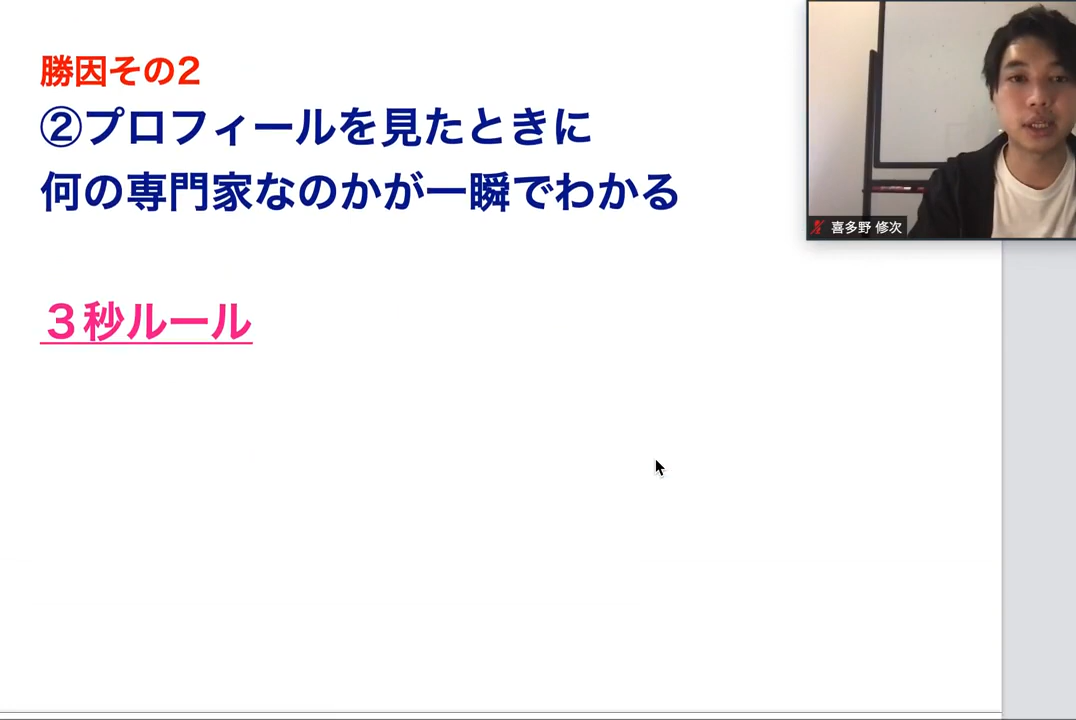 勝因その2
②プロフィールを見たときに
何の専門家なのかが一瞬でわかる
３秒ルール
喜多野 修次